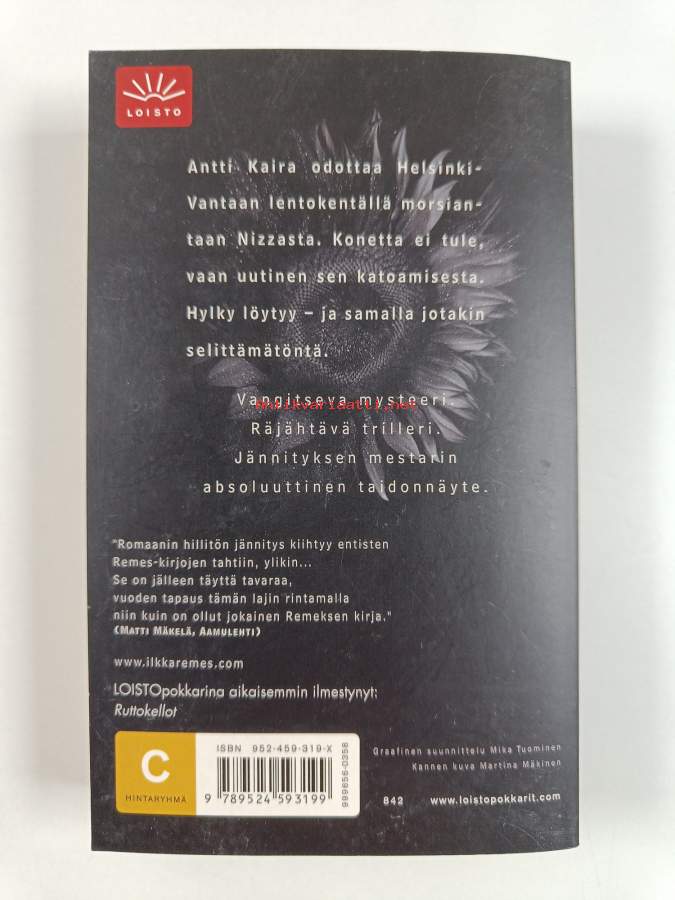 LOISTO
Antti Kaira odottaa Helsinki-
Vantaan lentokentällä morsian-
taan Nizzasta. Konetta ei tule,
vaan uutinen sen katoamisesta.
Hylky löytyy – ja samalla jotakin
selittämätöntä.
Vangitseva mysteeri.
Antikvariaatti.net
Räjähtävä trilleri.
Jännityksen mestarin
absoluuttinen taidonnäyte.
"Romaanin hillitön jännitys kiihtyy entisten
Remes-kirjojen tahtiin, ylikin...
Se on jälleen täyttä tavaraa,
vuoden tapaus tämän lajin rintamalla
niin kuin on ollut jokainen Remeksen kirja."
(MATTI MÄKELÄ, AAMULEHTI)
www.ilkkaremes.com
LOISTOpokkarina aikaisemmin ilmestynyt:
Ruttokellot
C
HINTARYHMÄ
ISBN 952-459-319-X
9 789524 593199
999656-0358
Graafinen suunnittelu Mika Tuominen
Kannen kuva Martina Mäkinen
842 www.loistopokkarit.com